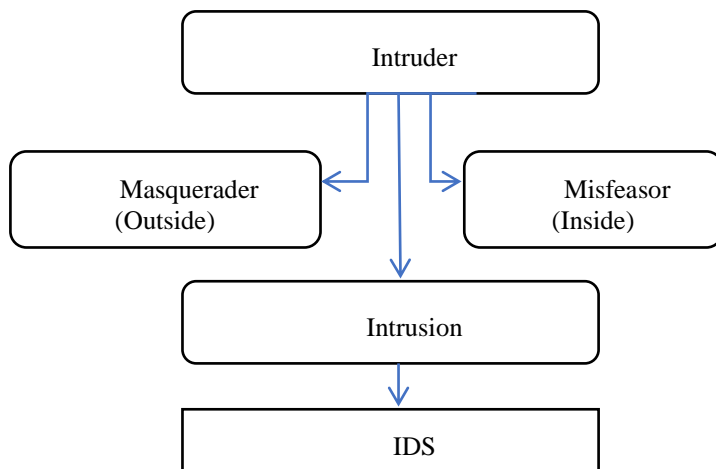 Intruder
Masquerader
(Outside)
Misfeasor
(Inside)
Intrusion
IDS